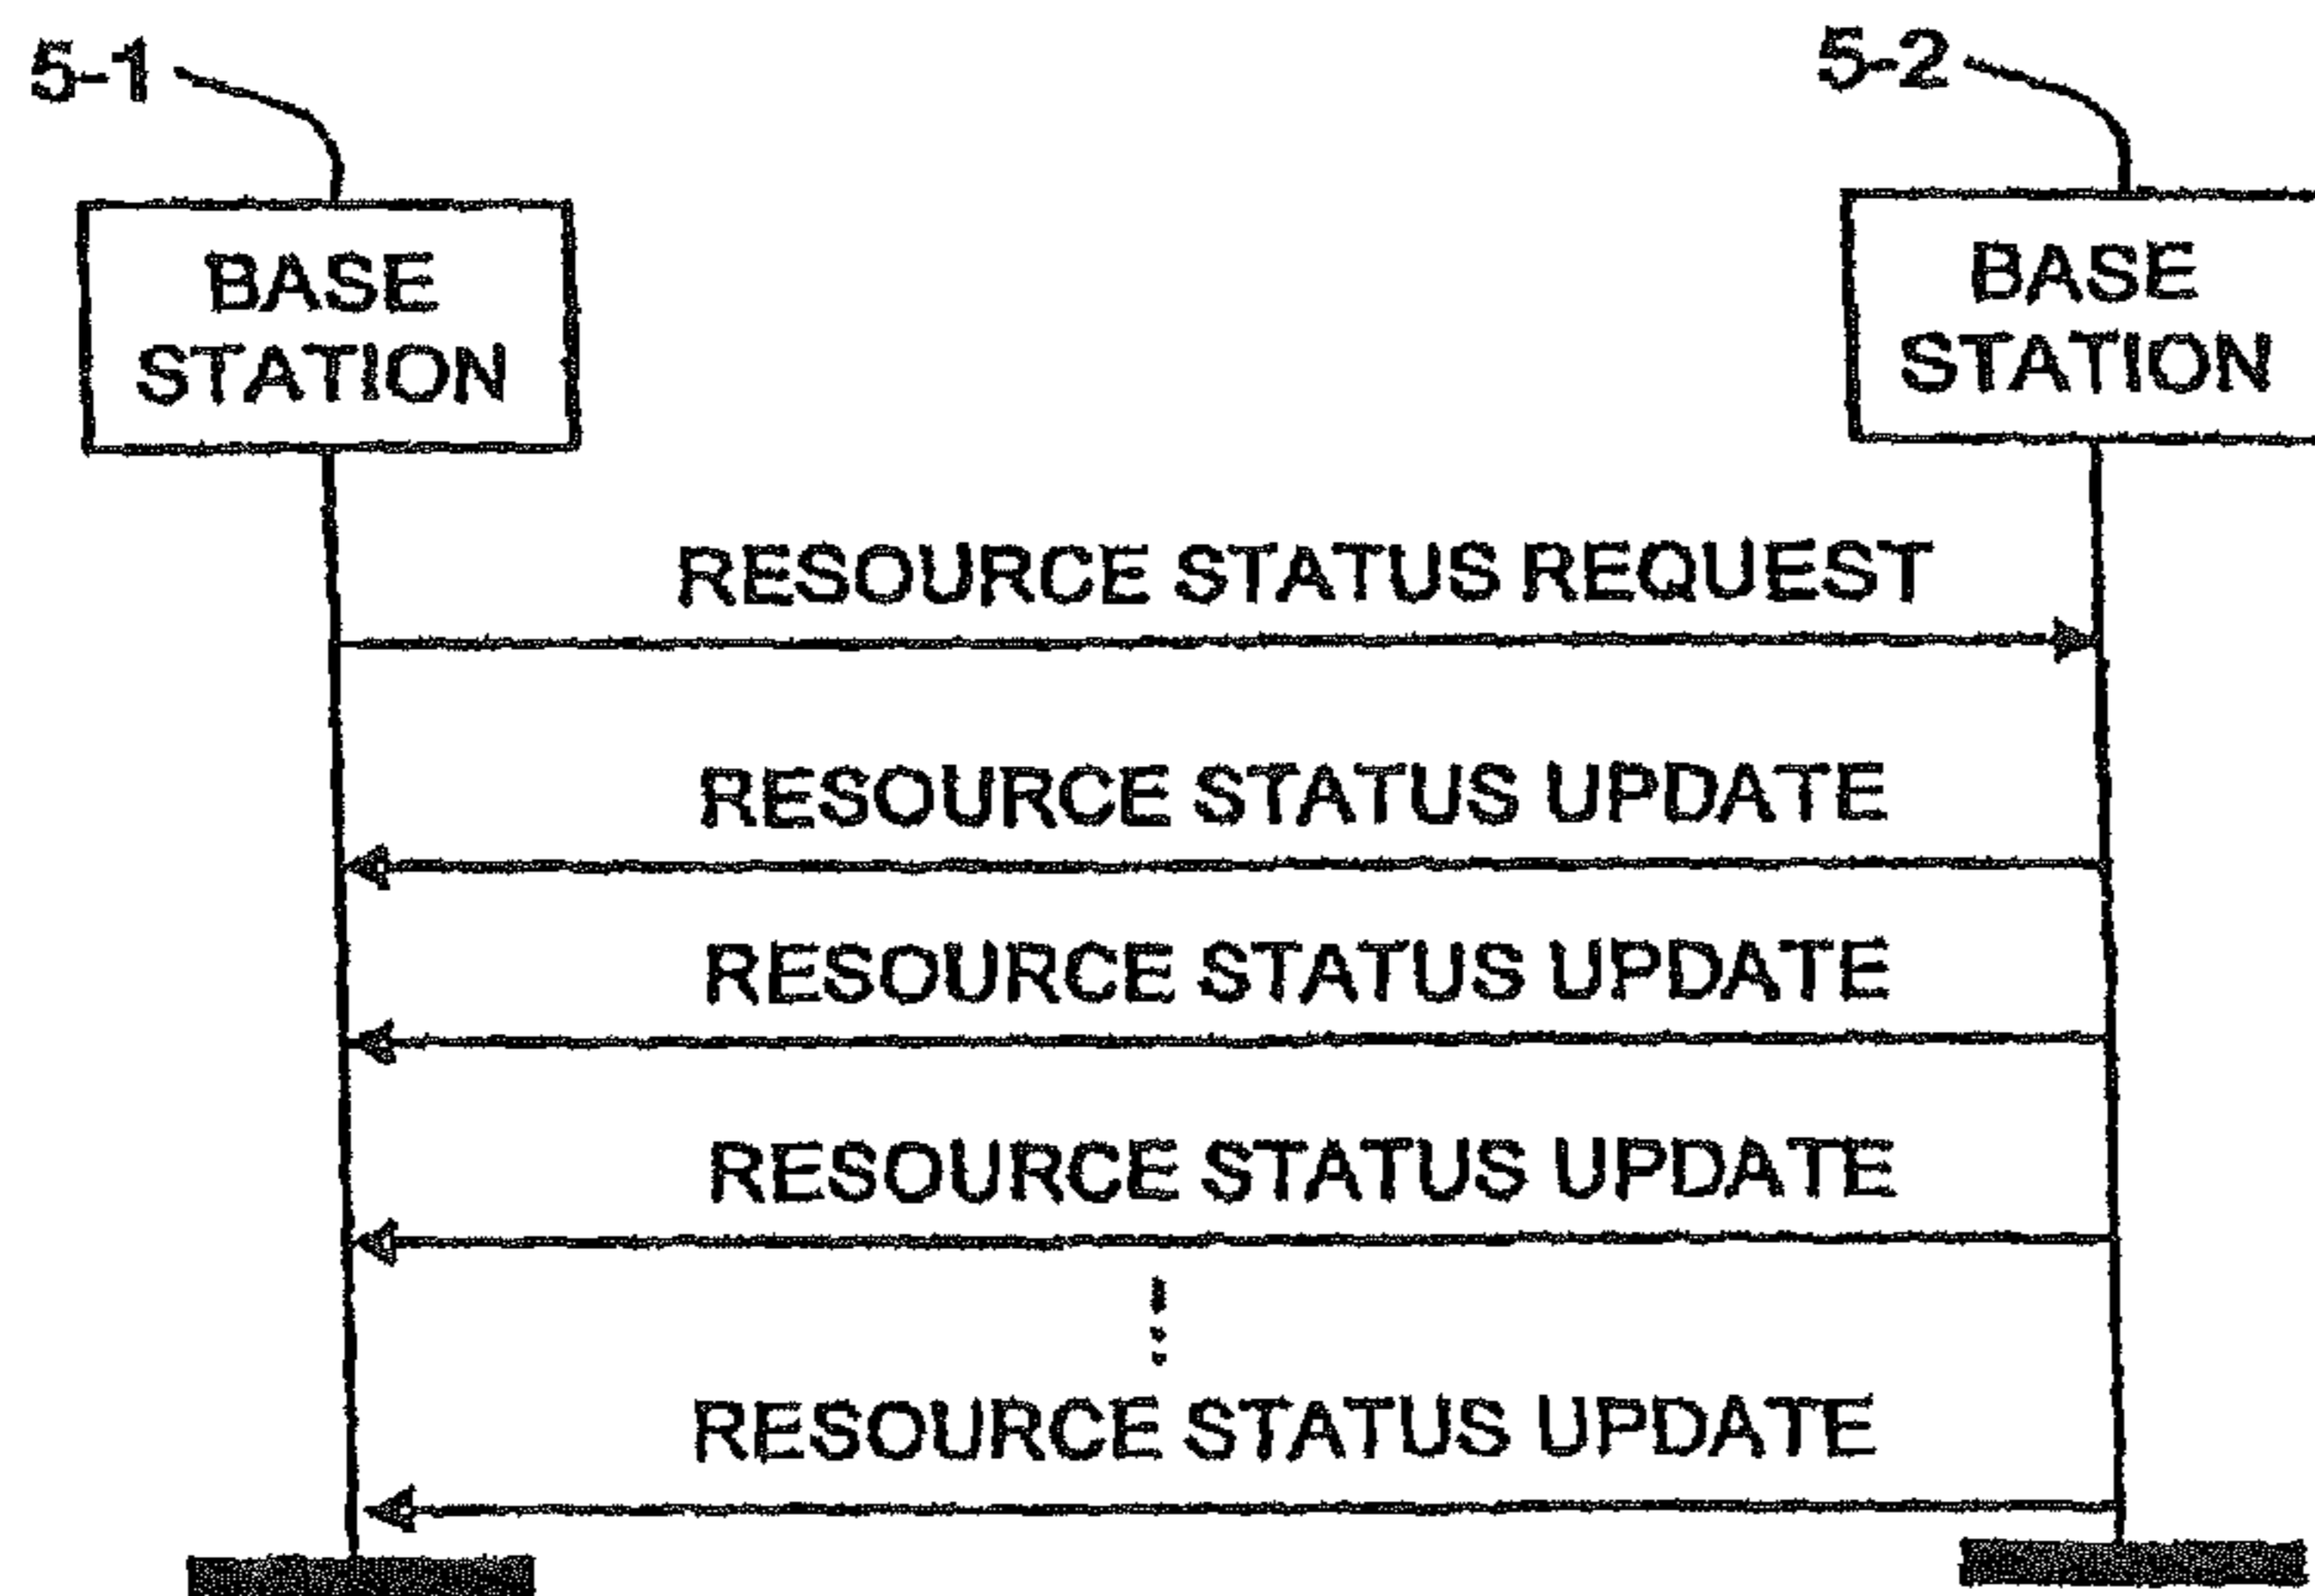 5-1
5-2
BASE
STATION
BASE
STATION
RESOURCE STATUS REQUEST
RESOURCE STATUS UPDATE
RESOURCE STATUS UPDATE
RESOURCE STATUS UPDATE
RESOURCE STATUS UPDATE